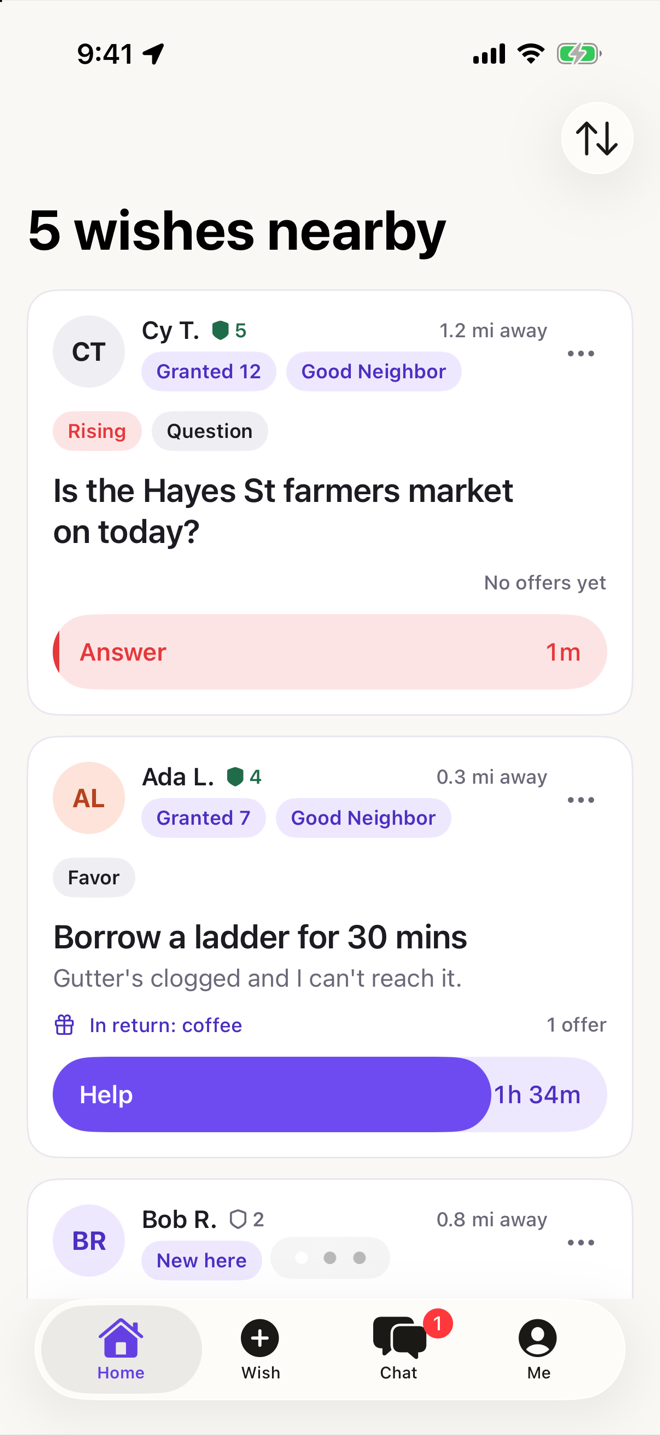 9:41
5 wishes nearby
CT
Cy T. 5
1.2 mi away
Granted 12 Good Neighbor
Rising Question
Is the Hayes St farmers market
on today?
No offers yet
Answer 1m
AL
Ada L. 4
0.3 mi away
Granted 7 Good Neighbor
Favor
Borrow a ladder for 30 mins
Gutter's clogged and I can't reach it.
In return: coffee 1 offer
Help 1h 34m
BR
Bob R. 2
0.8 mi away
New here
1
Home Wish Chat Me